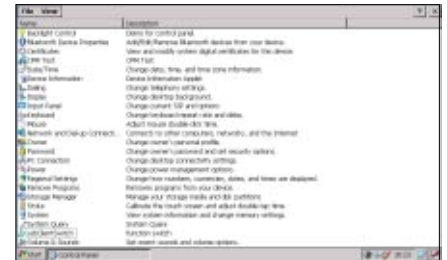 File View ? X
Name Description
Backlight Control Demo for control panel.
Bluetooth Device Properties Add/Edit/Remove Bluetooth devices from your device.
Certificates View and modify system digital certificates for this device.
CPM Test CPM Test
Date/Time Change date, time, and time zone information.
Device Information Device Information Applet
Dialing Change telephony settings.
Display Change desktop background.
Input Panel Change current SIP and options
Keyboard Change keyboard repeat rate and delay.
Mouse Adjust mouse double-click time.
Network and Dial-up Connecti... Connects to other computers, networks, and the Internet
Owner Change owner's personal profile.
Password Change owner's password and set security options.
PC Connection Change desktop connectivity settings.
Power Change power management options.
Regional Settings Change how numbers, currencies, dates, and times are displayed.
Remove Programs Removes programs from your device.
Storage Manager Manage your storage media and disk partitions
Stylus Calibrate the touch screen and adjust double-tap time.
System View system information and change memory settings.
System Query System Query
Function Switch
Volume & Sounds Set event sounds and volume options.
Start Control Panel